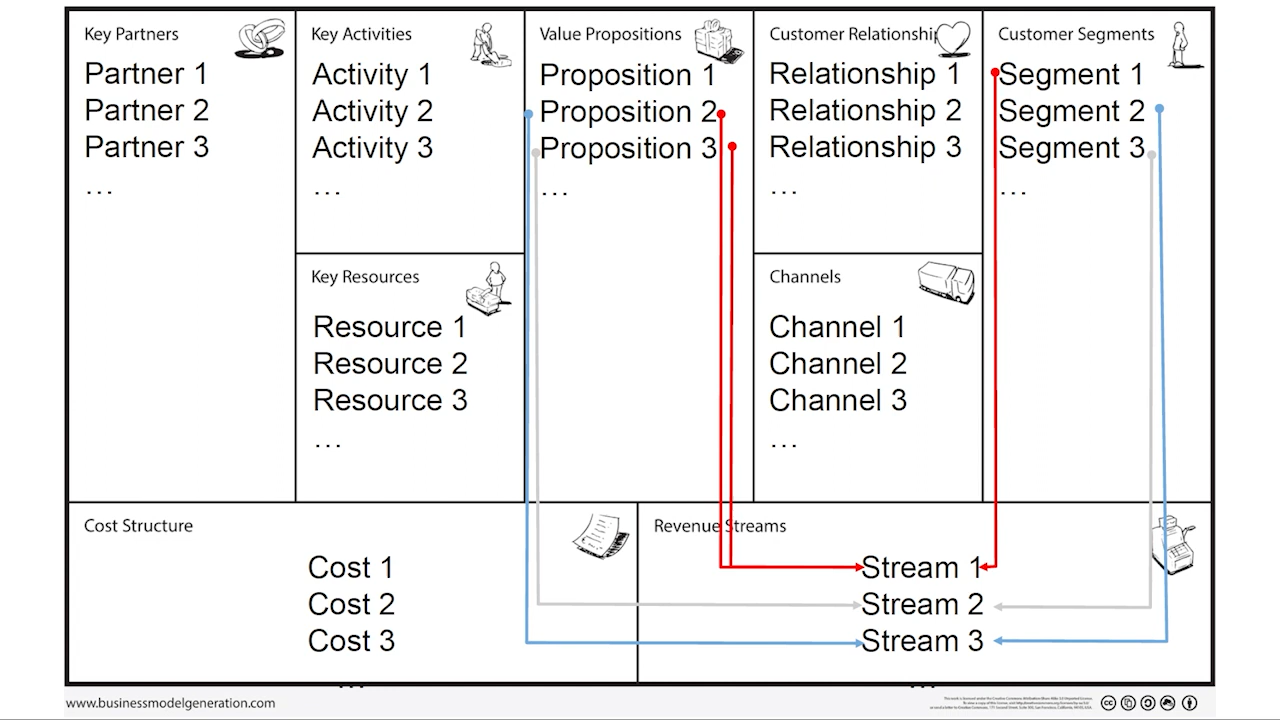 Key Partners
Partner 1
Partner 2
Partner 3
...
Key Activities
Activity 1
Activity 2
Activity 3
...
Key Resources
Resource 1
Resource 2
Resource 3
...
Value Propositions
Proposition 1
Proposition 2
Proposition 3
...
Customer Relationship
Relationship 1
Relationship 2
Relationship 3
...
Channels
Channel 1
Channel 2
Channel 3
...
Customer Segments
Segment 1
Segment 2
Segment 3
...
Cost Structure
Cost 1
Cost 2
Cost 3
...
Revenue Streams
Stream 1
Stream 2
Stream 3
...
www.businessmodelgeneration.com